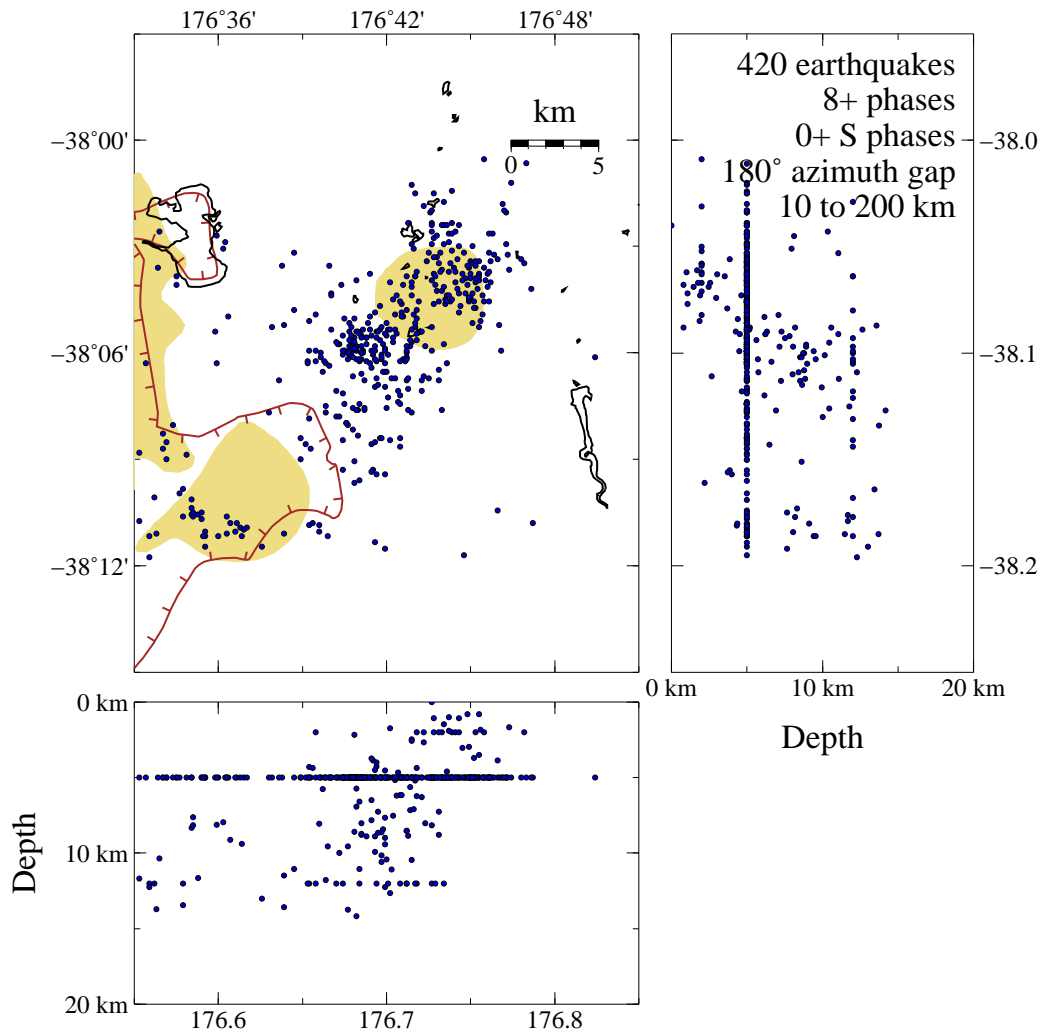 176°36' 176°42' 176°48'
−38°00'
−38°06'
−38°12'
km
0 5
420 earthquakes
8+ phases
0+ S phases
180° azimuth gap
10 to 200 km
−38.0
−38.1
−38.2
0 km 10 km 20 km
Depth
0 km
10 km
20 km
Depth
176.6 176.7 176.8